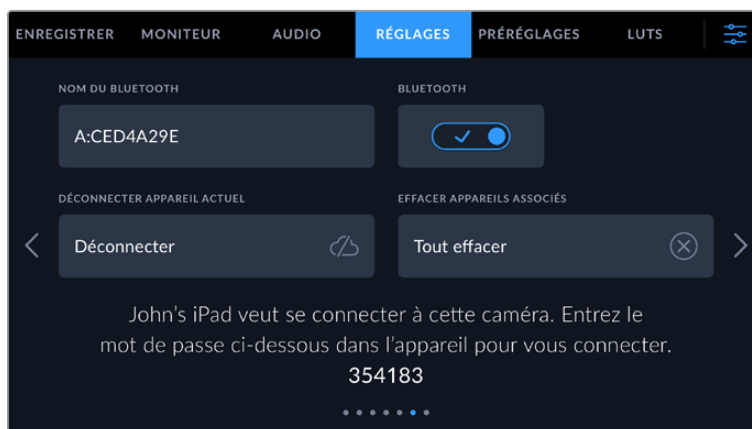 ENREGISTRER MONITEUR AUDIO RÉGLAGES PRÉRÉGLAGES LUTS
NOM DU BLUETOOTH BLUETOOTH
A:CED4A29E
DÉCONNECTER APPAREIL ACTUEL EFFACER APPAREILS ASSOCIÉS
Déconnecter Tout effacer
John's iPad veut se connecter à cette caméra. Entrez le
mot de passe ci-dessous dans l'appareil pour vous connecter.
354183